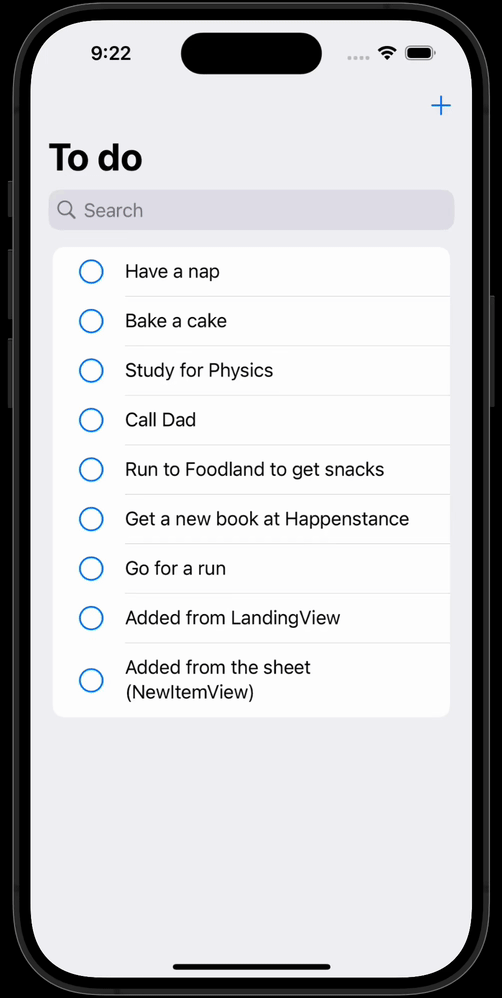 9:22
To do
Search
Have a nap
Bake a cake
Study for Physics
Call Dad
Run to Foodland to get snacks
Get a new book at Happenstance
Go for a run
Added from LandingView
Added from the sheet
(NewItemView)